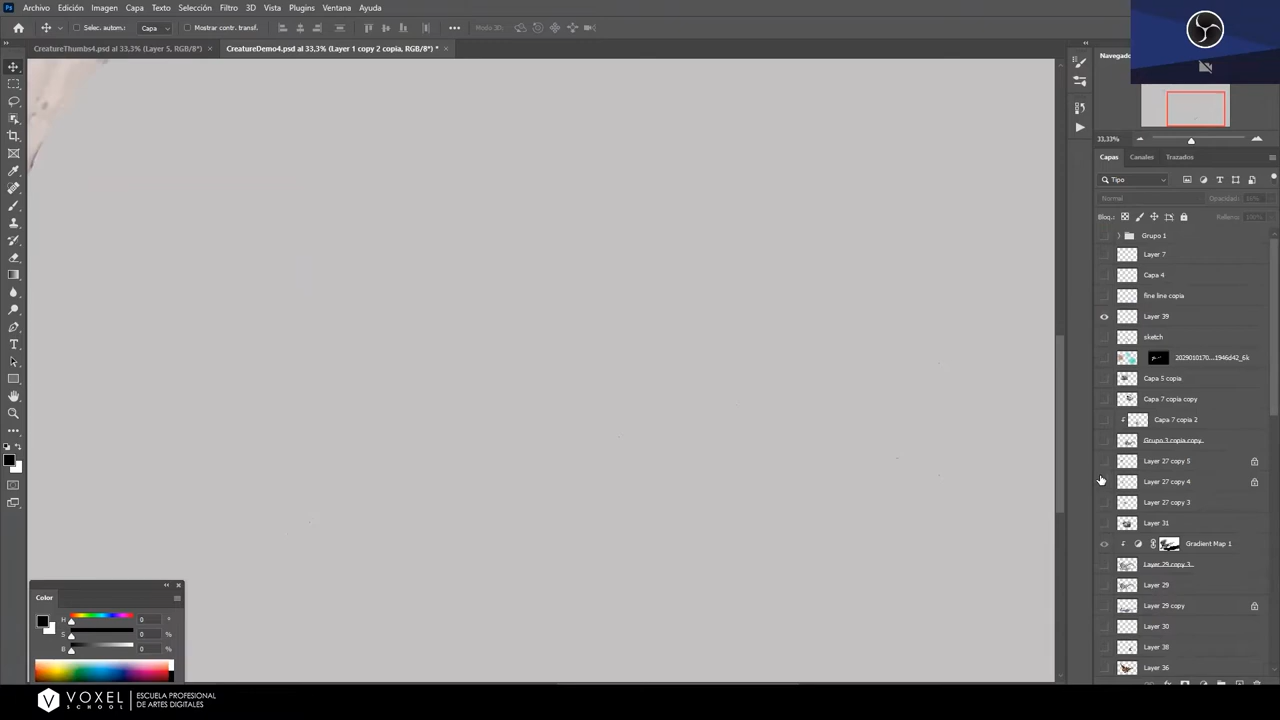 Ps Archivo Edición Imagen Capa Texto Selección Filtro 3D Vista Plugins Ventana Ayuda
Selec. autom.: Capa Mostrar contr. transf. Modo 3D:
CreatureThumbs4.psd al 33,3% (Layer 5, RGB/8*) × CreatureDemo4.psd al 33,3% (Layer 1 copy 2 copia, RGB/8*) * ×
Navegador
33,33%
Capas Canales Trazados
Tipo
Normal Opacidad:
Bloq.: Relleno: 100%
Grupo 1
Layer 7
Capa 4
fine line copia
Layer 39
sketch
2029010170...1946d42_6k
Capa 5 copia
Capa 7 copia copy
Capa 7 copia 2
Grupo 3 copia copy
Layer 27 copy 5
Layer 27 copy 4
Layer 27 copy 3
Layer 31
Gradient Map 1
Layer 29 copy 3
Layer 29
Layer 29 copy
Layer 30
Layer 38
Layer 36
Color
H 0 °
S 0 %
B 0 %
VOXEL SCHOOL
ESCUELA PROFESIONAL
DE ARTES DIGITALES